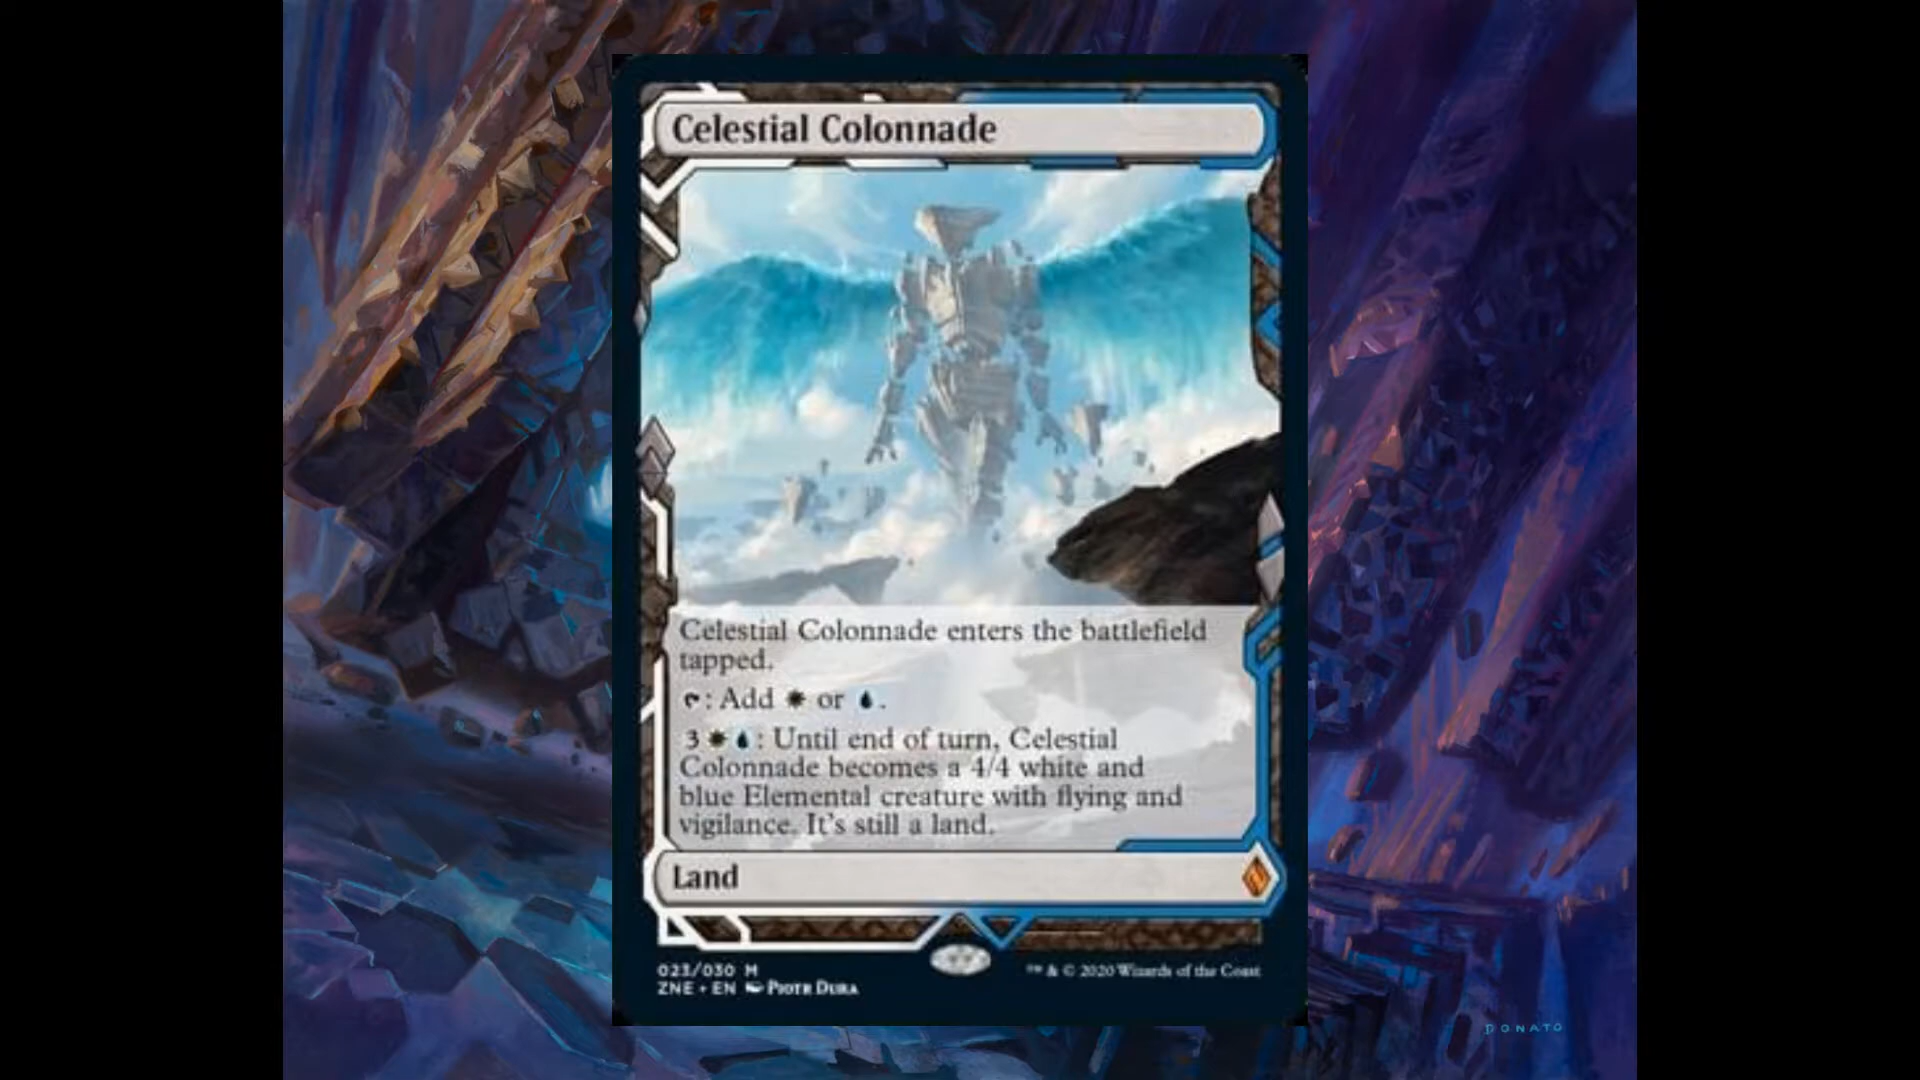 Celestial Colonnade
Celestial Colonnade enters the battlefield
tapped.
: Add or .
3 : Until end of turn, Celestial
Colonnade becomes a 4/4 white and
blue Elemental creature with flying and
vigilance. It's still a land.
Land
023/030 M
ZNE • EN Piotr Dura
™ & © 2020 Wizards of the Coast
DONATO